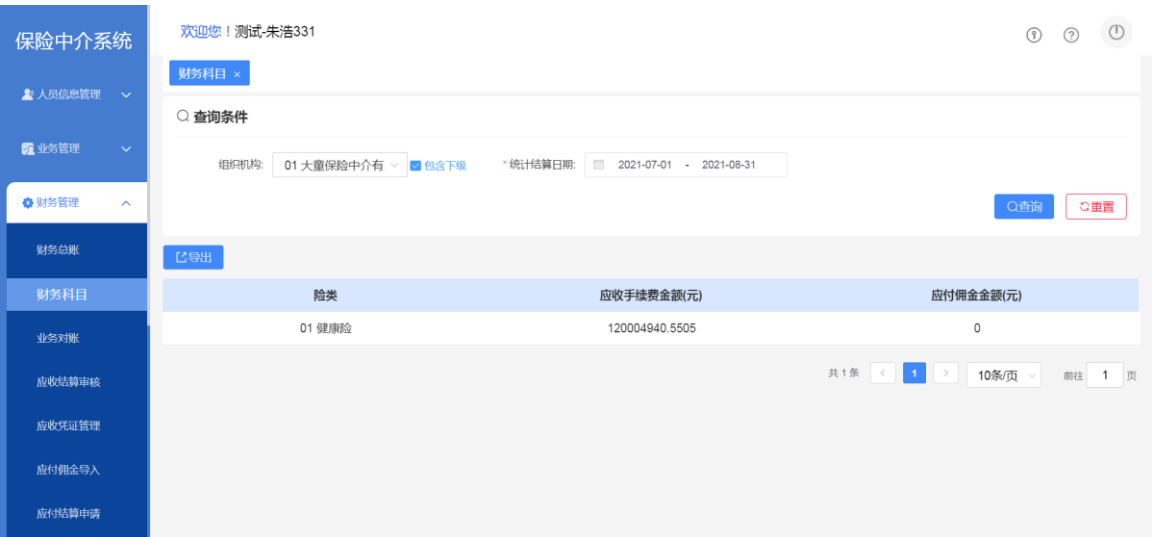 保险中介系统
欢迎您！测试-朱浩331
财务科目 ×
人员信息管理
查询条件
业务管理
组织机构: 01 大童保险中介有 包含下级 *统计结算日期: 2021-07-01 - 2021-08-31
财务管理
查询 重置
财务总账
导出
财务科目
险类 应收手续费金额(元) 应付佣金金额(元)
01 健康险 120004940.5505 0
业务对账
共 1 条 < 1 > 10条/页 前往 1 页
应收结算审核
应收凭证管理
应付佣金导入
应付结算申请